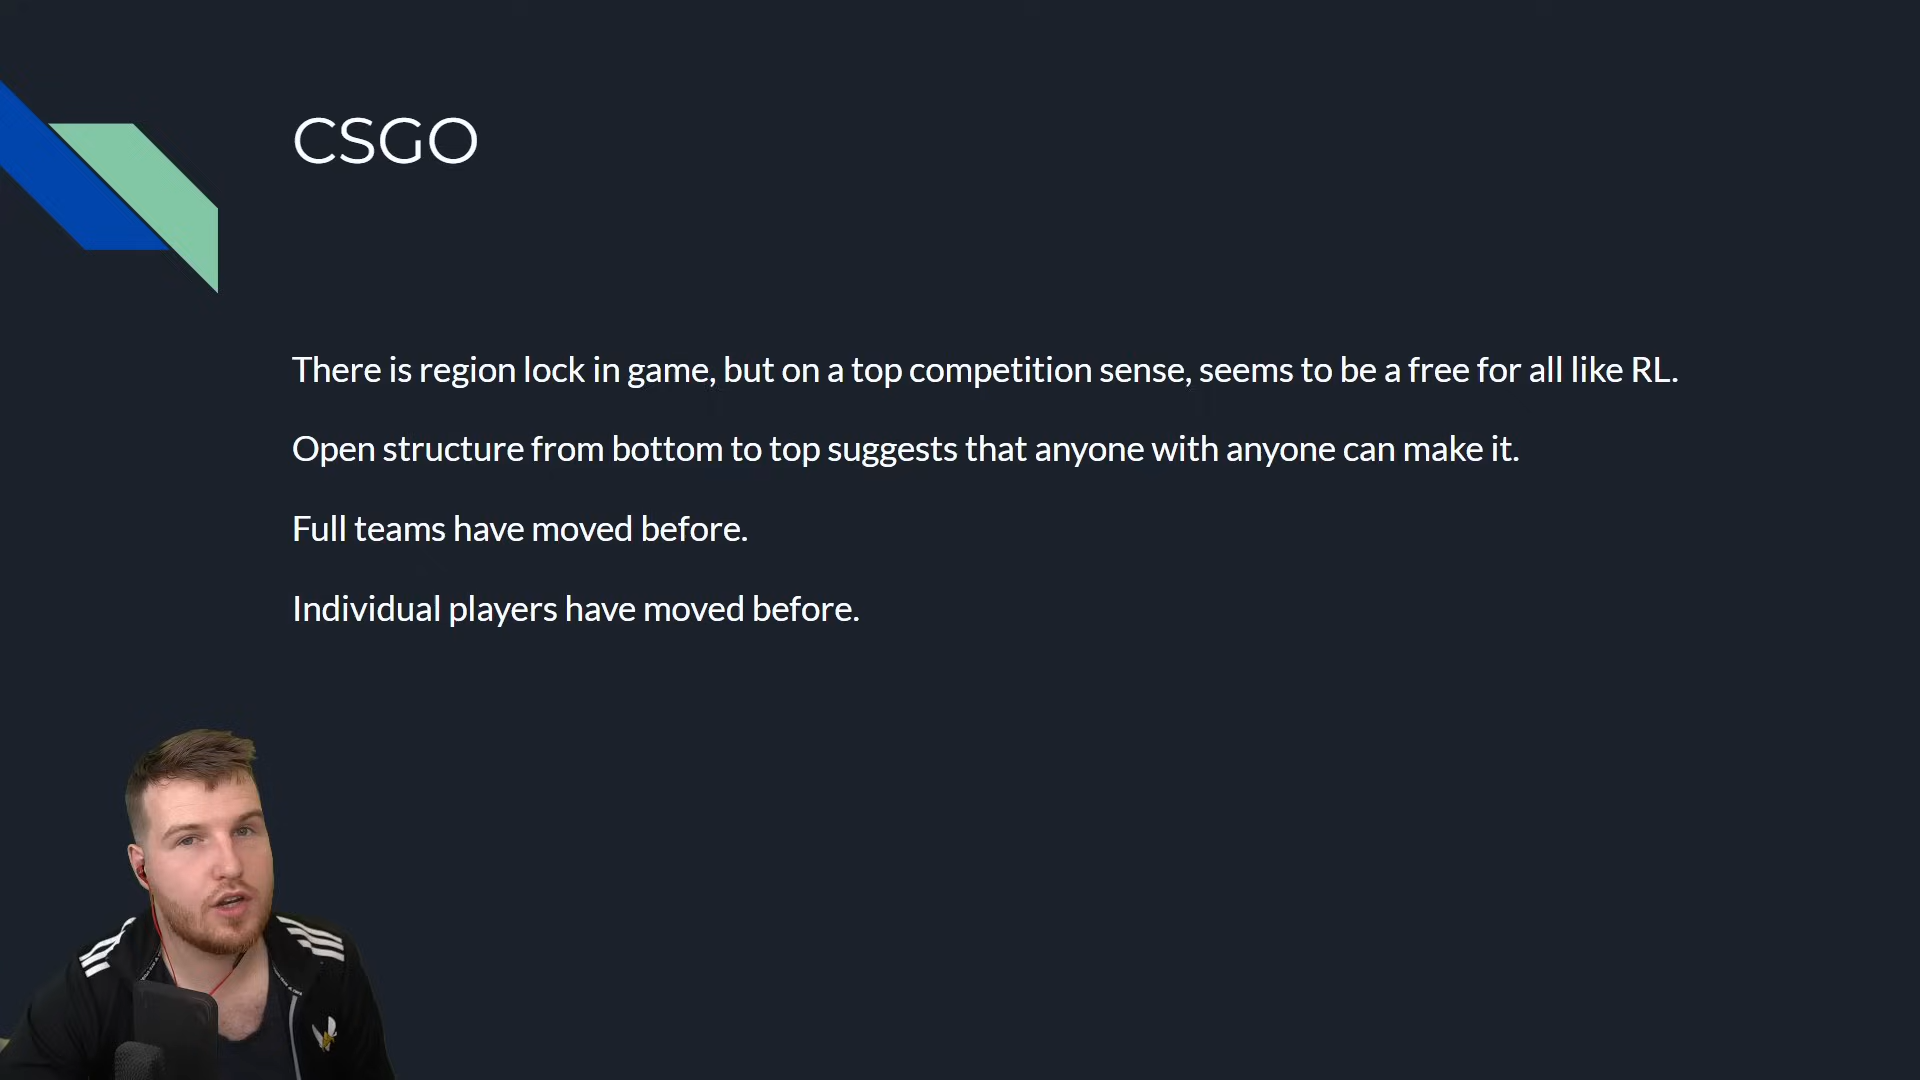 CSGO
There is region lock in game, but on a top competition sense, seems to be a free for all like RL.
Open structure from bottom to top suggests that anyone with anyone can make it.
Full teams have moved before.
Individual players have moved before.